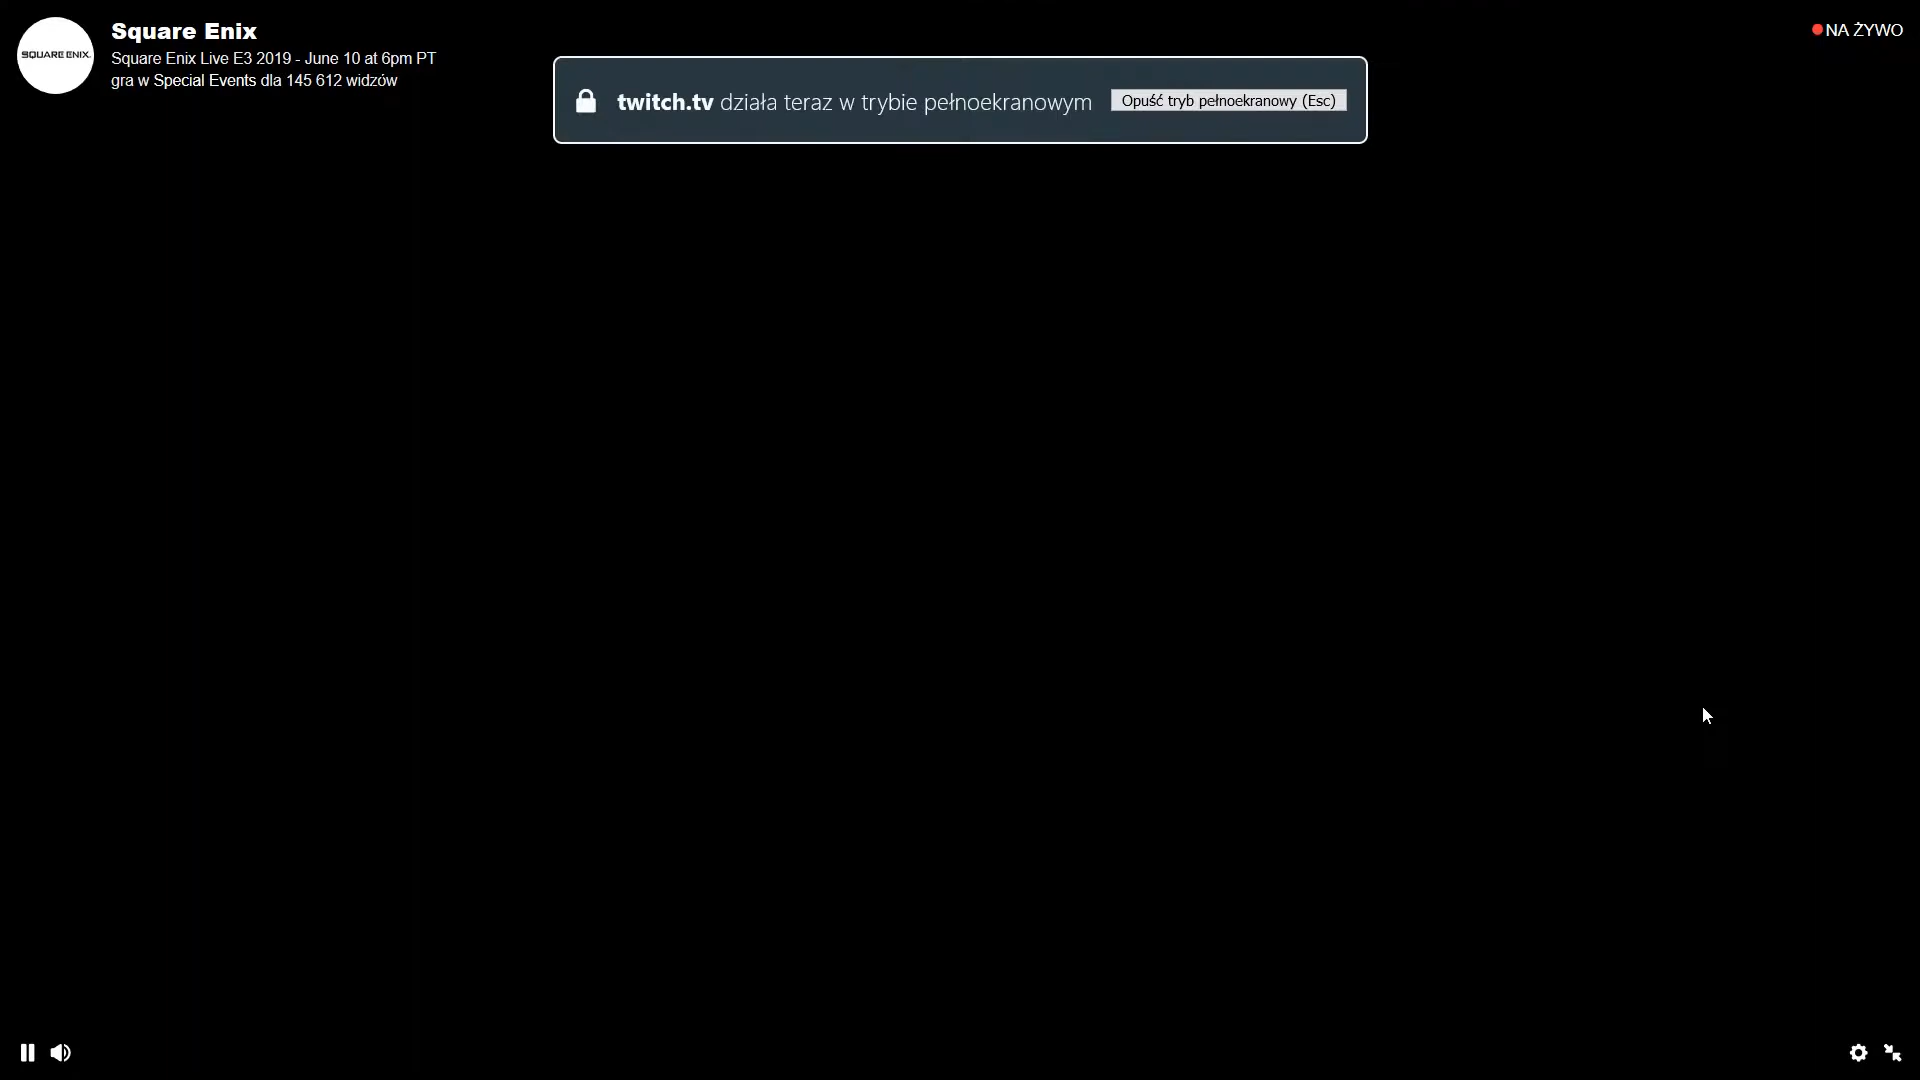 SQUARE ENIX
Square Enix
Square Enix Live E3 2019 - June 10 at 6pm PT
gra w Special Events dla 145 612 widzów
twitch.tv działa teraz w trybie pełnoekranowym
Opuść tryb pełnoekranowy (Esc)
NA ŻYWO